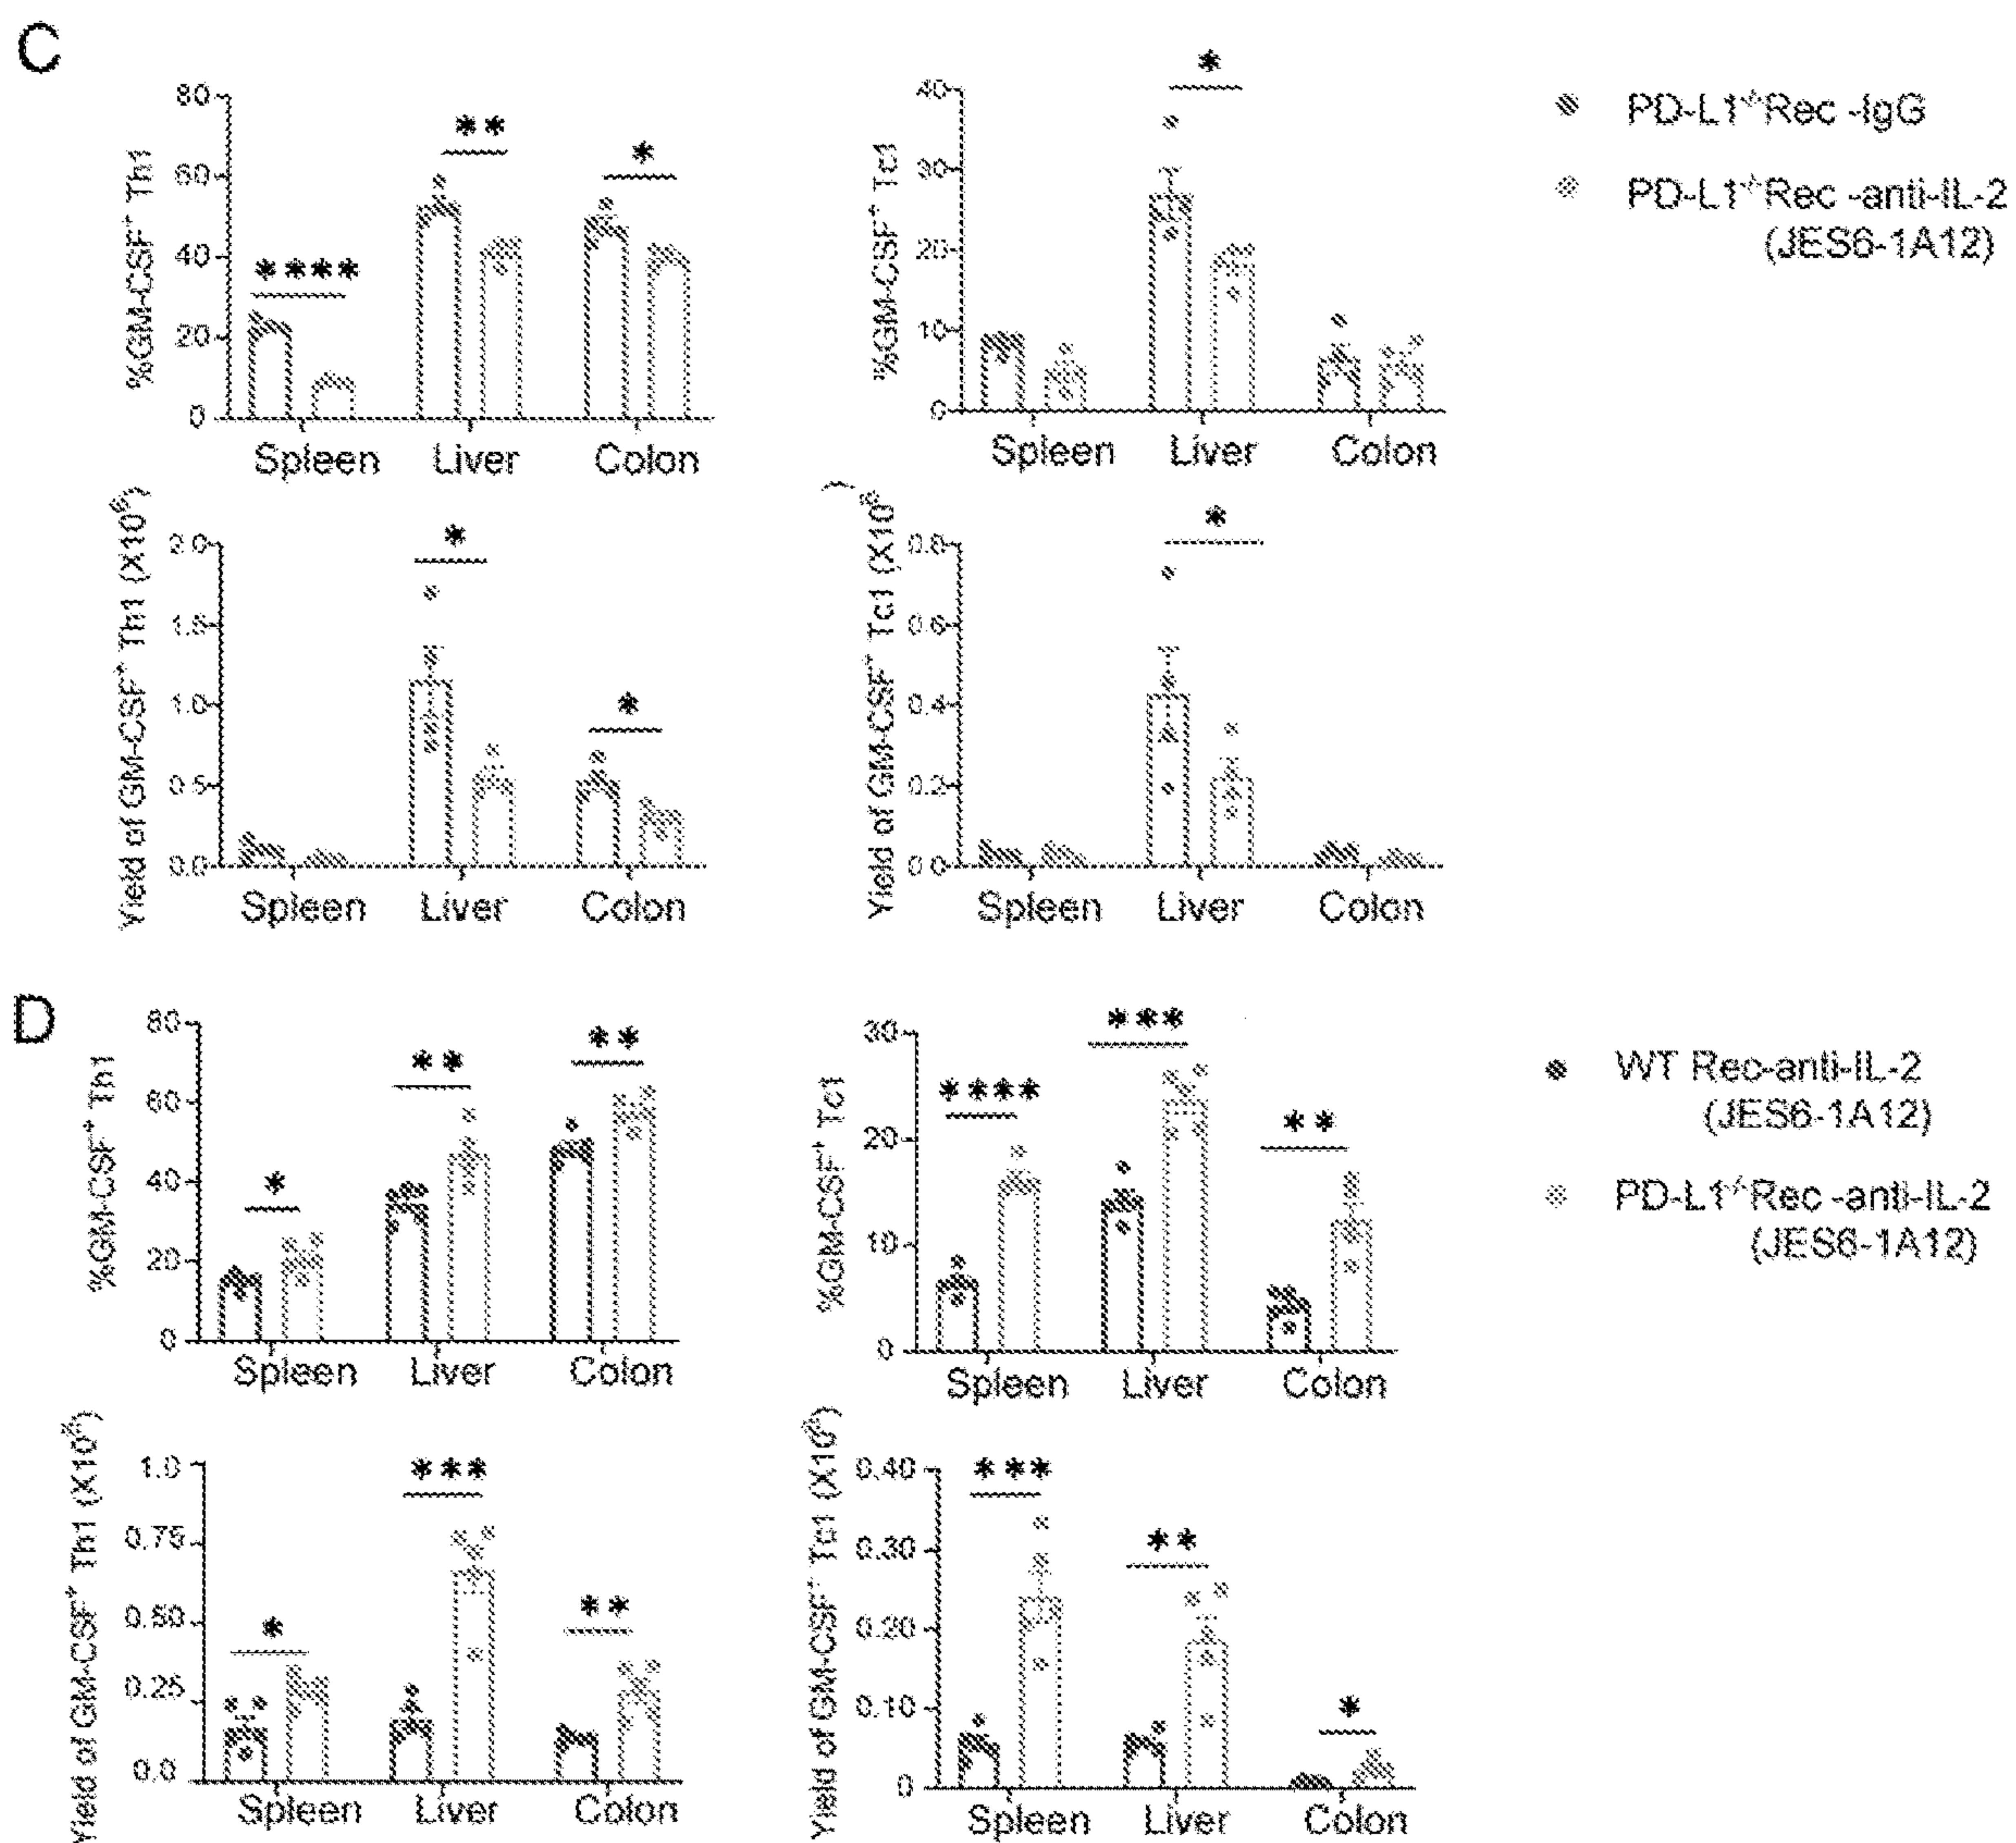 C
%GM-CSF⁺ Th1
80
60
40
20
0
****
**
*
Spleen Liver Colon
%GM-CSF⁺ Tc1
40
30
20
10
0
*
Spleen Liver Colon
PD-L1⁻/⁻Rec -IgG
PD-L1⁻/⁻Rec -anti-IL-2
(JES6-1A12)
Yield of GM-CSF⁺ Th1 (X10⁶)
2.0
1.5
1.0
0.5
0.0
*
*
Spleen Liver Colon
Yield of GM-CSF⁺ Tc1 (X10⁶)
0.8
0.6
0.4
0.2
0.0
*
Spleen Liver Colon
D
%GM-CSF⁺ Th1
80
60
40
20
0
*
**
**
Spleen Liver Colon
%GM-CSF⁺ Tc1
30
20
10
0
****
***
**
Spleen Liver Colon
WT Rec-anti-IL-2
(JES6-1A12)
PD-L1⁻/⁻Rec -anti-IL-2
(JES6-1A12)
Yield of GM-CSF⁺ Th1 (X10⁶)
1.0
0.75
0.50
0.25
0.0
*
***
**
Spleen Liver Colon
Yield of GM-CSF⁺ Tc1 (X10⁶)
0.40
0.30
0.20
0.10
0
***
**
*
Spleen Liver Colon